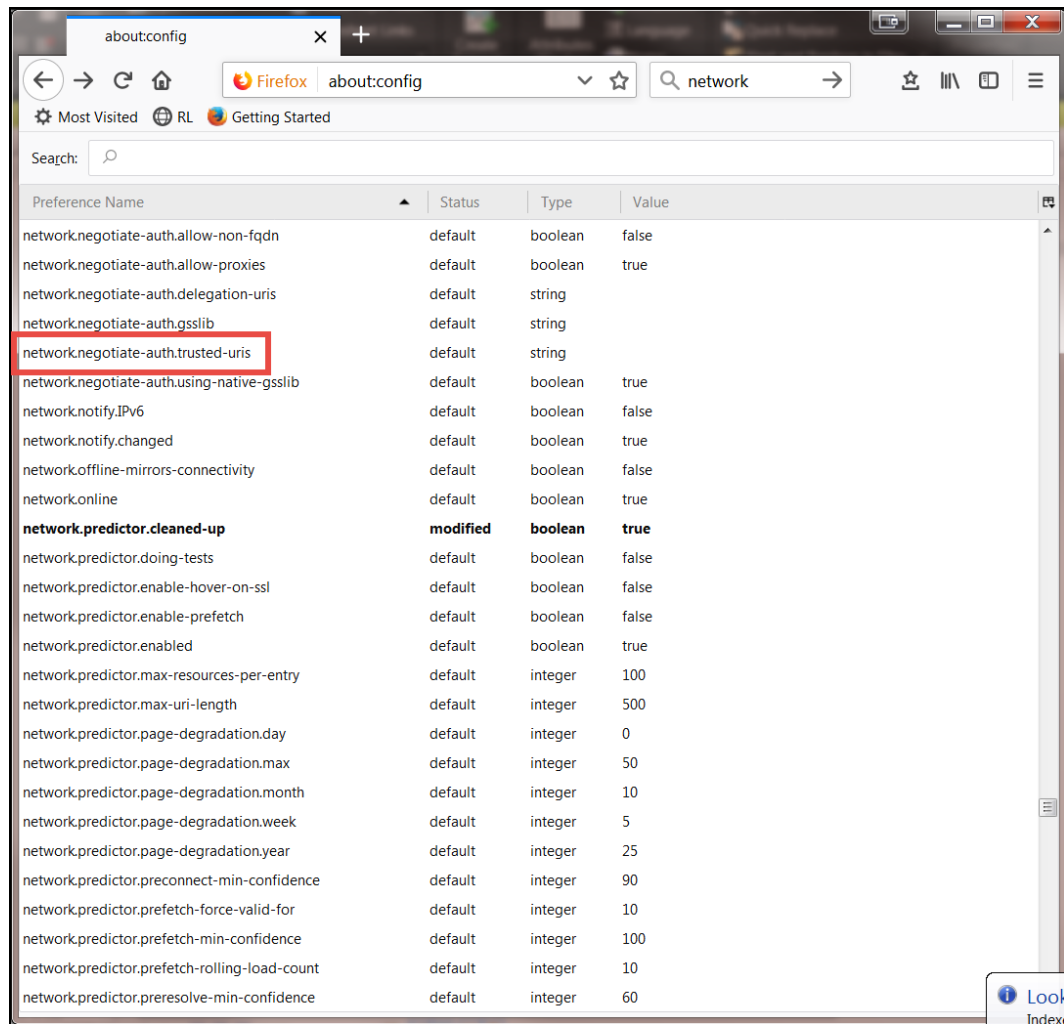 about:config
Firefox about:config network
Most Visited RL Getting Started
Search:
Preference Name Status Type Value
network.negotiate-auth.allow-non-fqdn default boolean false
network.negotiate-auth.allow-proxies default boolean true
network.negotiate-auth.delegation-uris default string
network.negotiate-auth.gsslib default string
network.negotiate-auth.trusted-uris default string
network.negotiate-auth.using-native-gsslib default boolean true
network.notify.IPv6 default boolean false
network.notify.changed default boolean true
network.offline-mirrors-connectivity default boolean false
network.online default boolean true
network.predictor.cleaned-up modified boolean true
network.predictor.doing-tests default boolean false
network.predictor.enable-hover-on-ssl default boolean false
network.predictor.enable-prefetch default boolean false
network.predictor.enabled default boolean true
network.predictor.max-resources-per-entry default integer 100
network.predictor.max-uri-length default integer 500
network.predictor.page-degradation.day default integer 0
network.predictor.page-degradation.max default integer 50
network.predictor.page-degradation.month default integer 10
network.predictor.page-degradation.week default integer 5
network.predictor.page-degradation.year default integer 25
network.predictor.preconnect-min-confidence default integer 90
network.predictor.prefetch-force-valid-for default integer 10
network.predictor.prefetch-min-confidence default integer 100
network.predictor.prefetch-rolling-load-count default integer 10
network.predictor.preresolve-min-confidence default integer 60
Look
Indexe